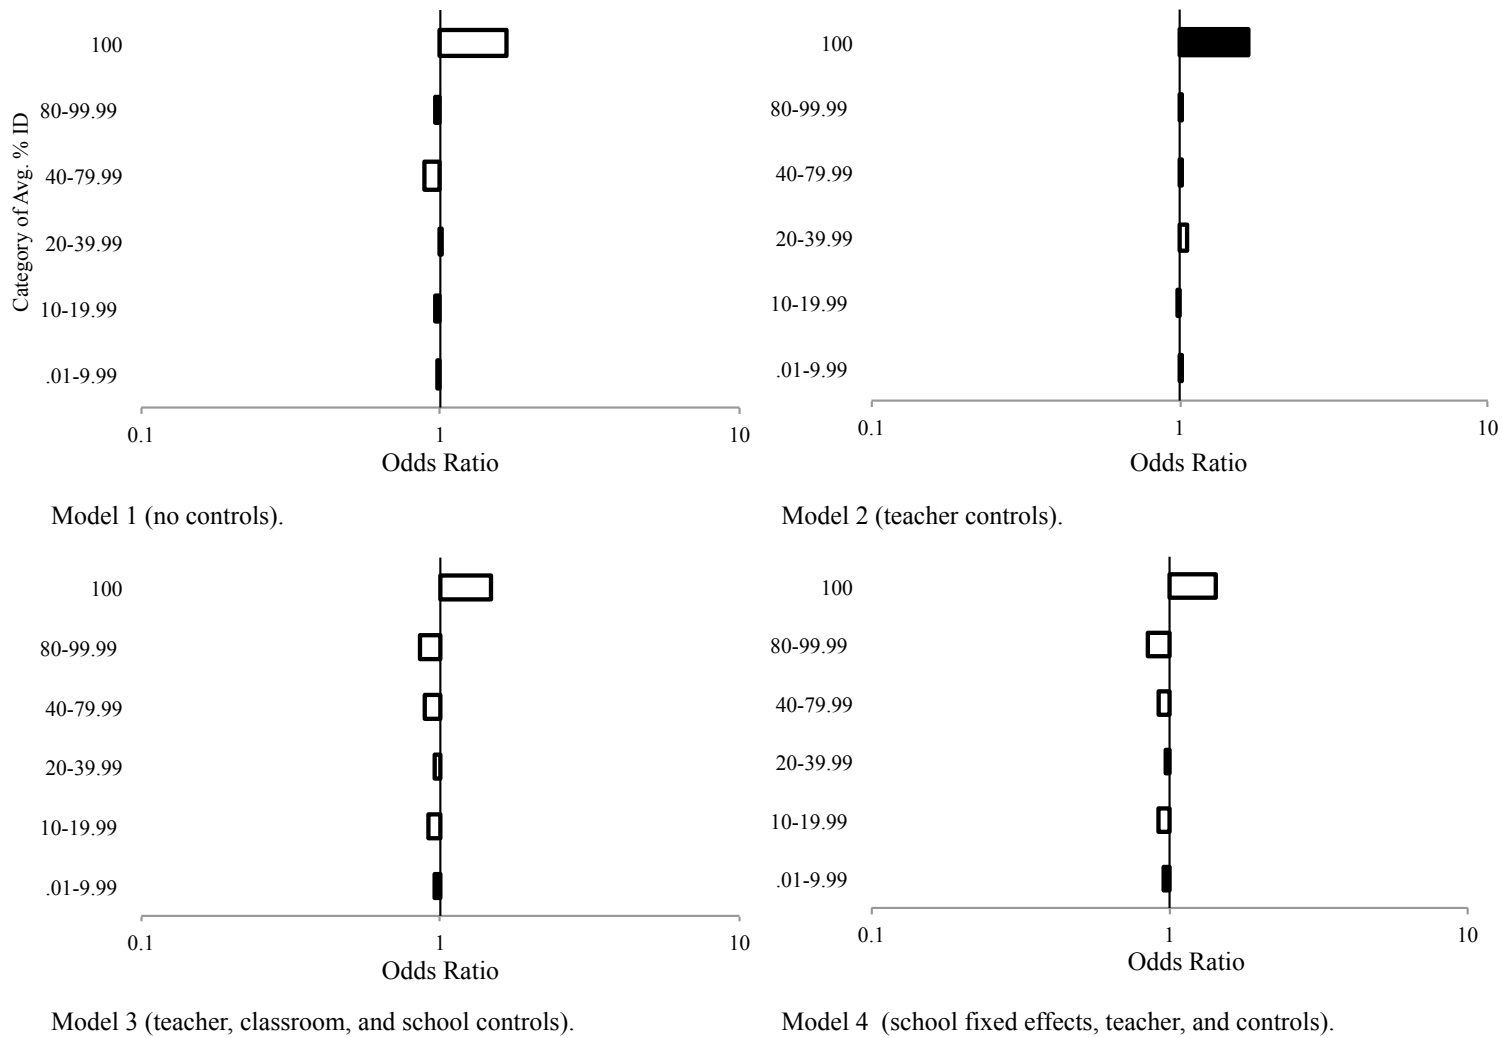 Category of Avg. % ID
100
80-99.99
40-79.99
20-39.99
10-19.99
.01-9.99
0.1 1 10
Odds Ratio
Model 1 (no controls).
100
80-99.99
40-79.99
20-39.99
10-19.99
.01-9.99
0.1 1 10
Odds Ratio
Model 2 (teacher controls).
100
80-99.99
40-79.99
20-39.99
10-19.99
.01-9.99
0.1 1 10
Odds Ratio
Model 3 (teacher, classroom, and school controls).
100
80-99.99
40-79.99
20-39.99
10-19.99
.01-9.99
0.1 1 10
Odds Ratio
Model 4 (school fixed effects, teacher, and controls).